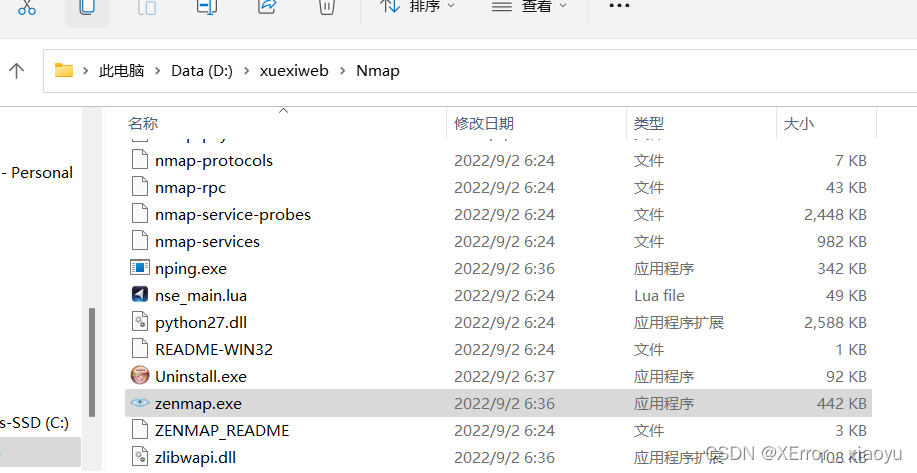 排序 查看
此电脑 Data (D:) xuexiweb Nmap
名称 修改日期 类型 大小
- Personal
nmap-protocols 2022/9/2 6:24 文件 7 KB
nmap-rpc 2022/9/2 6:24 文件 43 KB
nmap-service-probes 2022/9/2 6:24 文件 2,448 KB
nmap-services 2022/9/2 6:24 文件 982 KB
nping.exe 2022/9/2 6:36 应用程序 342 KB
nse_main.lua 2022/9/2 6:24 Lua file 49 KB
python27.dll 2022/9/2 6:24 应用程序扩展 2,588 KB
README-WIN32 2022/9/2 6:24 文件 1 KB
Uninstall.exe 2022/9/2 6:37 应用程序 92 KB
zenmap.exe 2022/9/2 6:36 应用程序 442 KB
s-SSD (C:)
ZENMAP_README 2022/9/2 6:24 文件 3 KB
zlibwapi.dll 2022/9/2 6:24 应用程序扩展 108 KB
CSDN @XError_xiaoyu